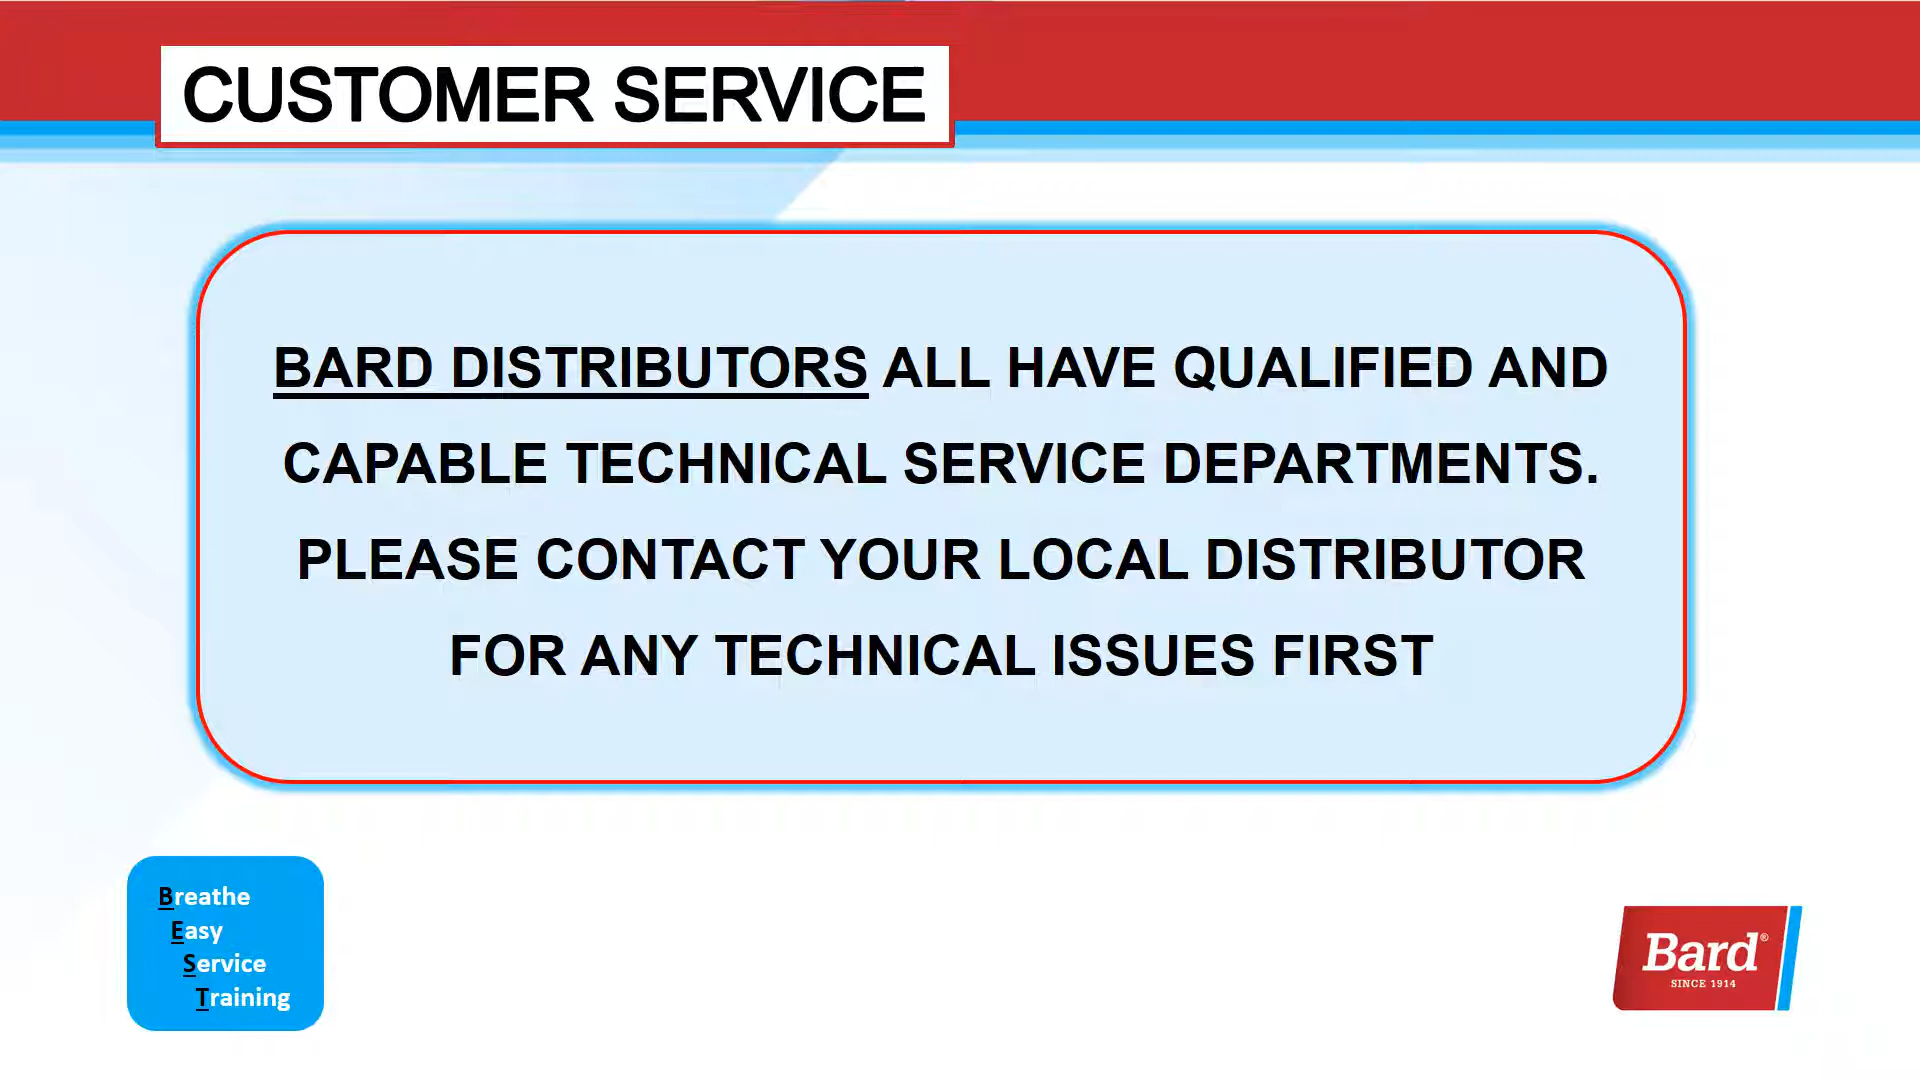 CUSTOMER SERVICE
BARD DISTRIBUTORS ALL HAVE QUALIFIED AND
CAPABLE TECHNICAL SERVICE DEPARTMENTS.
PLEASE CONTACT YOUR LOCAL DISTRIBUTOR
FOR ANY TECHNICAL ISSUES FIRST
Breathe
Easy
Service
Training
Bard®
SINCE 1914